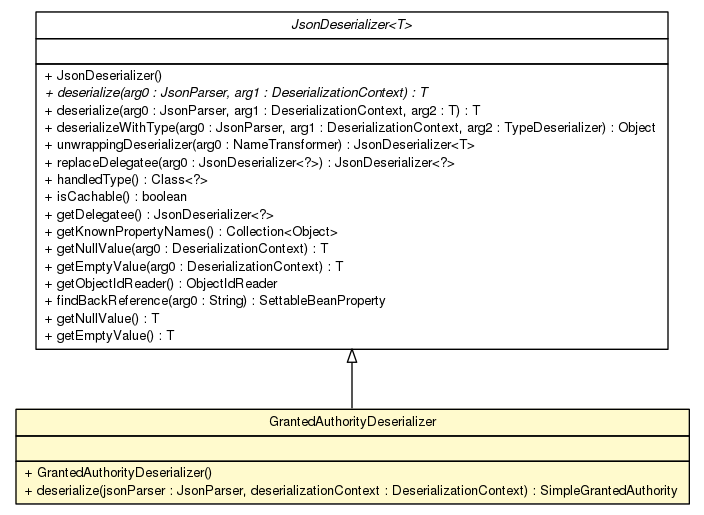 JsonDeserializer<T>
+ JsonDeserializer()
+ deserialize(arg0 : JsonParser, arg1 : DeserializationContext) : T
+ deserialize(arg0 : JsonParser, arg1 : DeserializationContext, arg2 : T) : T
+ deserializeWithType(arg0 : JsonParser, arg1 : DeserializationContext, arg2 : TypeDeserializer) : Object
+ unwrappingDeserializer(arg0 : NameTransformer) : JsonDeserializer<T>
+ replaceDelegatee(arg0 : JsonDeserializer<?>) : JsonDeserializer<?>
+ handledType() : Class<?>
+ isCachable() : boolean
+ getDelegatee() : JsonDeserializer<?>
+ getKnownPropertyNames() : Collection<Object>
+ getNullValue(arg0 : DeserializationContext) : T
+ getEmptyValue(arg0 : DeserializationContext) : T
+ getObjectIdReader() : ObjectIdReader
+ findBackReference(arg0 : String) : SettableBeanProperty
+ getNullValue() : T
+ getEmptyValue() : T
GrantedAuthorityDeserializer
+ GrantedAuthorityDeserializer()
+ deserialize(jsonParser : JsonParser, deserializationContext : DeserializationContext) : SimpleGrantedAuthority